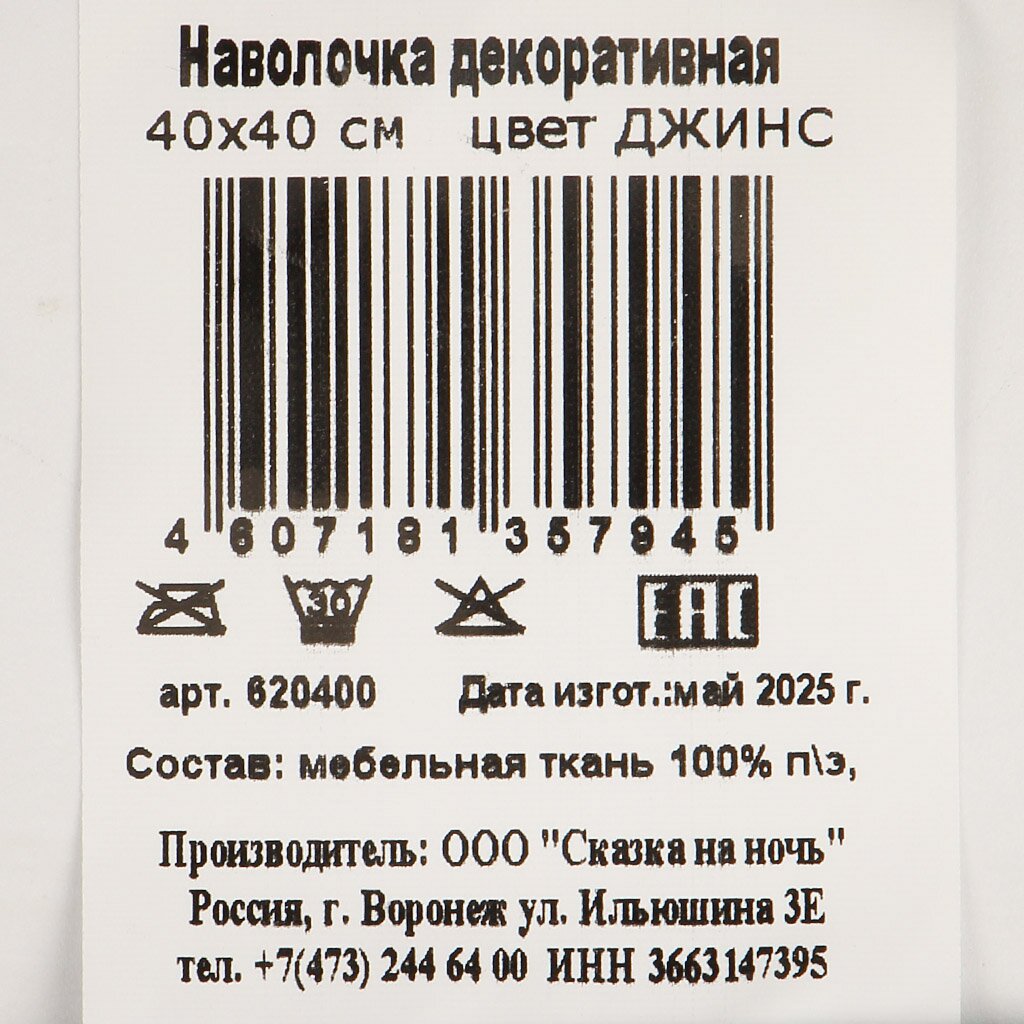 Наволочка декоративная
40х40 см цвет ДЖИНС
4 607181 357945
30 EAC
арт. 620400 Дата изгот.:май 2025 г.
Состав: мебельная ткань 100% п\э,
Производитель: ООО "Сказка на ночь"
Россия, г. Воронеж ул. Ильюшина 3Е
тел. +7(473) 244 64 00 ИНН 3663147395